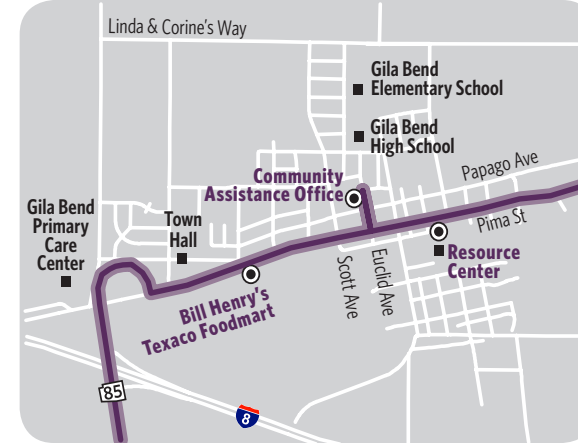 Linda & Corine's Way
Gila Bend
Elementary School
Gila Bend
High School
Papago Ave
Community
Assistance Office
Gila Bend
Primary
Care
Center
Town
Hall
Pima St
Resource
Center
Scott Ave
Euclid Ave
Bill Henry's
Texaco Foodmart
85
8